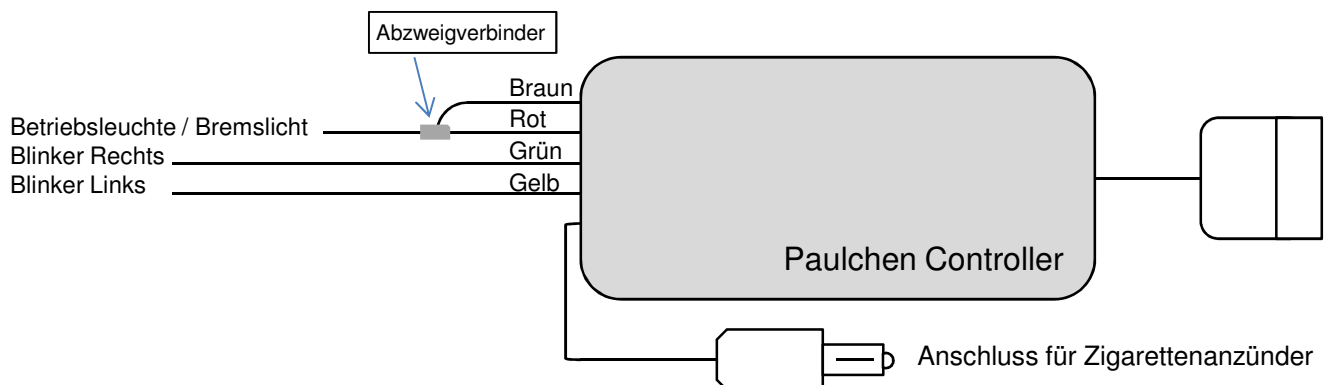 Abzweigverbinder
Braun
Betriebsleuchte / Bremslicht
Rot
Blinker Rechts
Grün
Blinker Links
Gelb
Paulchen Controller
Anschluss für Zigarettenanzünder